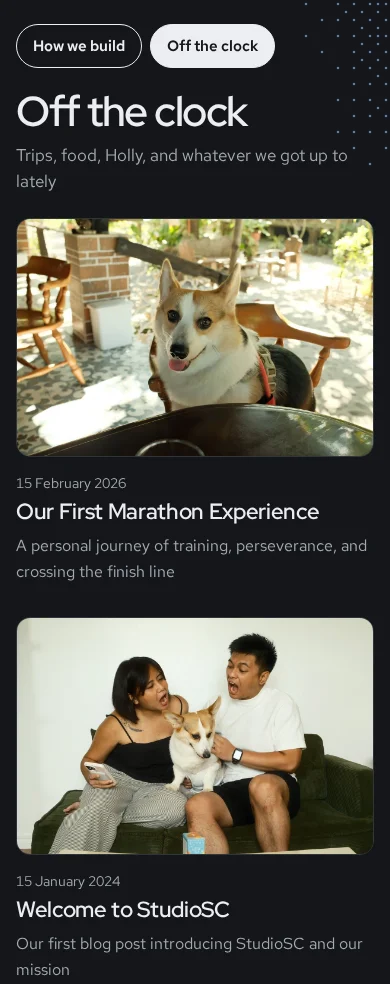 How we build
Off the clock
Off the clock
Trips, food, Holly, and whatever we got up to
lately
15 February 2026
Our First Marathon Experience
A personal journey of training, perseverance, and
crossing the finish line
15 January 2024
Welcome to StudioSC
Our first blog post introducing StudioSC and our
mission